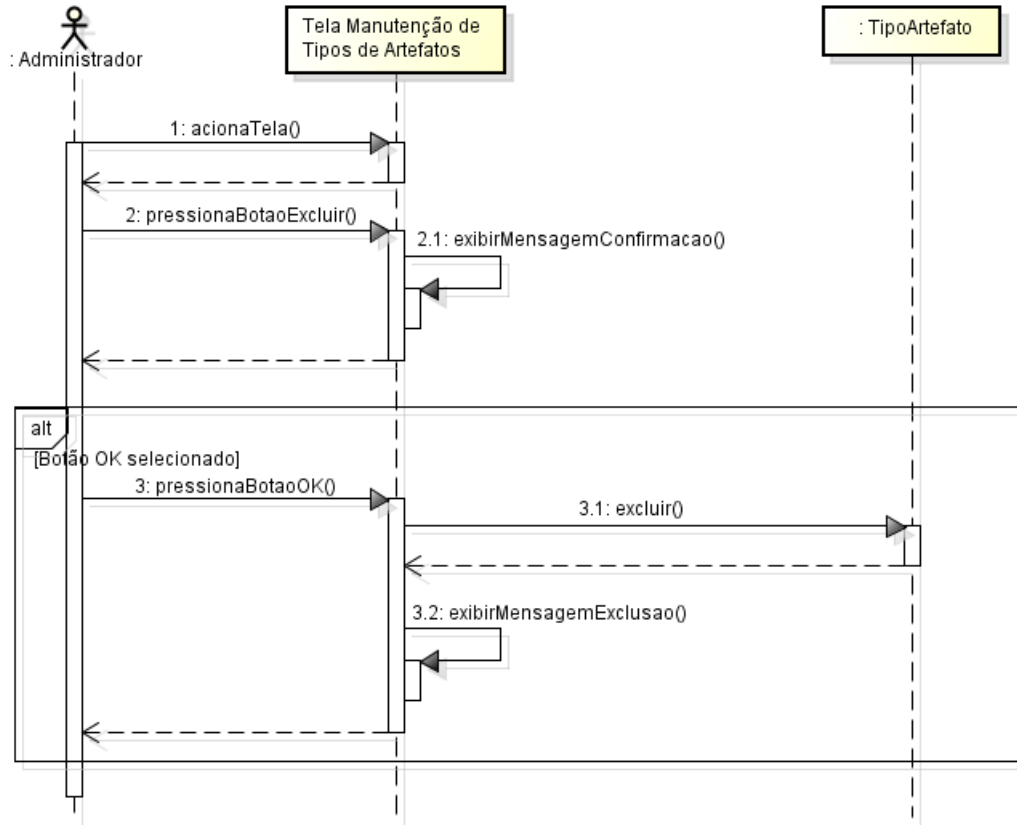 Tela Manutenção de
Tipos de Artefatos
: TipoArtefato
: Administrador
1: acionaTela()
2: pressionaBotaoExcluir()
2.1: exibirMensagemConfirmacao()
alt
[Botão OK selecionado]
3: pressionaBotaoOK()
3.1: excluir()
3.2: exibirMensagemExclusao()